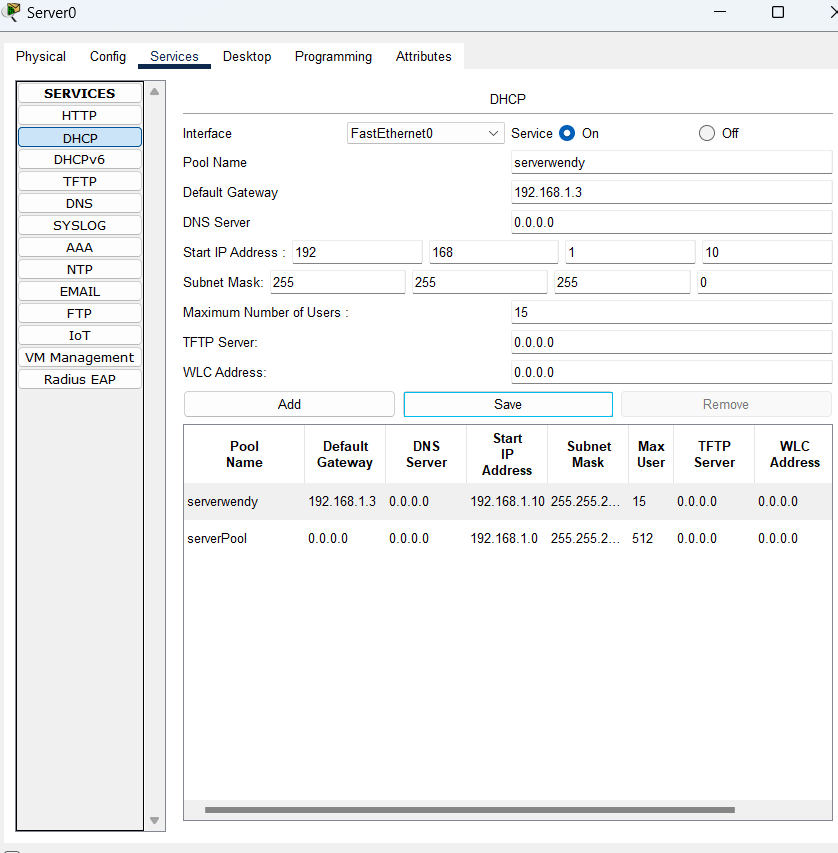 Server0
Physical Config Services Desktop Programming Attributes
SERVICES
HTTP
DHCP
DHCPv6
TFTP
DNS
SYSLOG
AAA
NTP
EMAIL
FTP
IoT
VM Management
Radius EAP
DHCP
Interface FastEthernet0 Service On Off
Pool Name serverwendy
Default Gateway 192.168.1.3
DNS Server 0.0.0.0
Start IP Address : 192 168 1 10
Subnet Mask: 255 255 255 0
Maximum Number of Users : 15
TFTP Server: 0.0.0.0
WLC Address: 0.0.0.0
Add Save Remove
Pool Name Default Gateway DNS Server Start IP Address Subnet Mask Max User TFTP Server WLC Address
serverwendy 192.168.1.3 0.0.0.0 192.168.1.10 255.255.2... 15 0.0.0.0 0.0.0.0
serverPool 0.0.0.0 0.0.0.0 192.168.1.0 255.255.2... 512 0.0.0.0 0.0.0.0